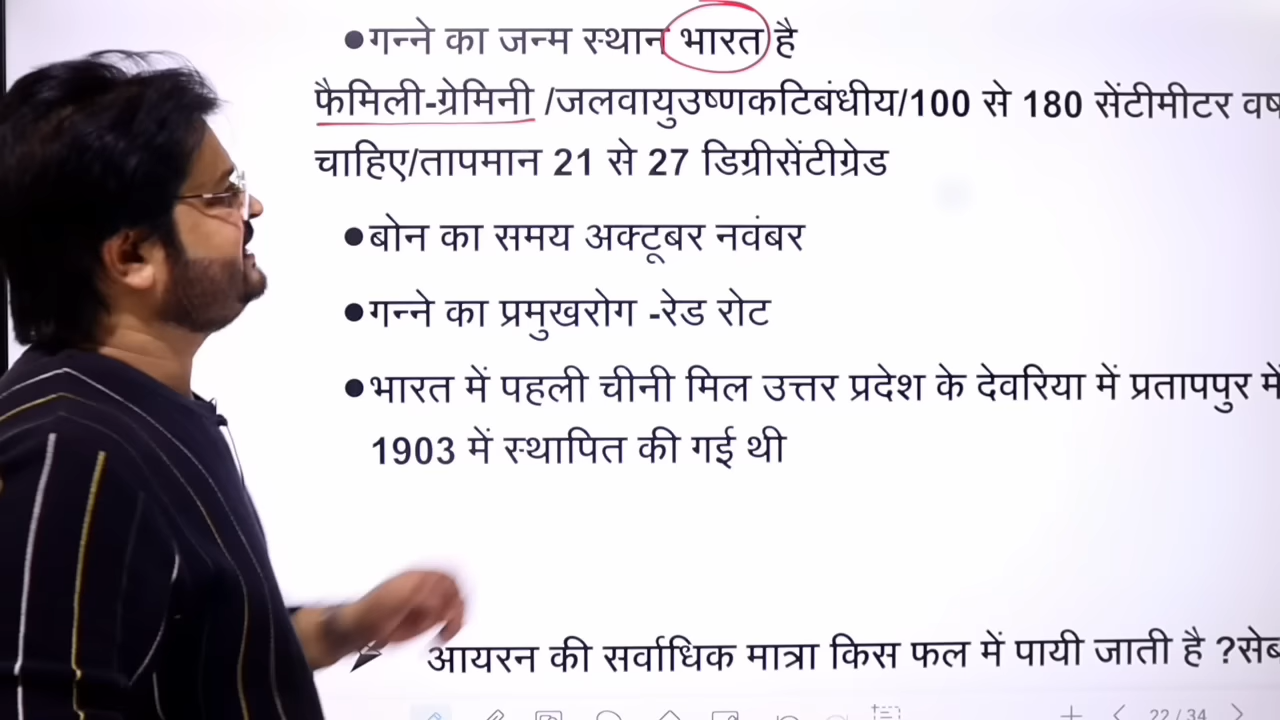 ●गन्ने का जन्म स्थान भारत है
फैमिली-ग्रेमिनी /जलवायुउष्णकटिबंधीय/100 से 180 सेंटीमीटर
चाहिए/तापमान 21 से 27 डिग्रीसेंटीग्रेड
●बोन का समय अक्टूबर नवंबर
●गन्ने का प्रमुखरोग -रेड रोट
●भारत में पहली चीनी मिल उत्तर प्रदेश के देवरिया में प्रतापपुर में
1903 में स्थापित की गई थी
➢ आयरन की सर्वाधिक मात्रा किस फल में पायी जाती है ?सेब
22 / 34